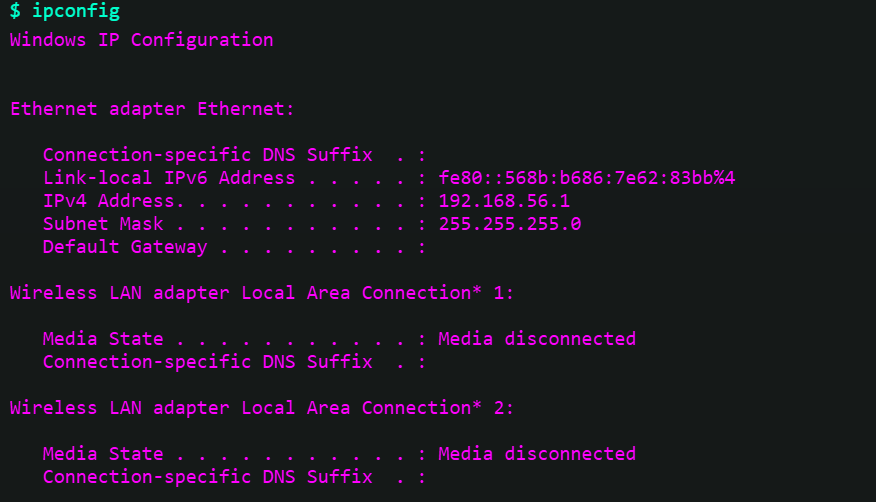 $ ipconfig
Windows IP Configuration
Ethernet adapter Ethernet:
   Connection-specific DNS Suffix  . :
   Link-local IPv6 Address . . . . . : fe80::568b:b686:7e62:83bb%4
   IPv4 Address. . . . . . . . . . . : 192.168.56.1
   Subnet Mask . . . . . . . . . . . : 255.255.255.0
   Default Gateway . . . . . . . . . :
Wireless LAN adapter Local Area Connection* 1:
   Media State . . . . . . . . . . . : Media disconnected
   Connection-specific DNS Suffix  . :
Wireless LAN adapter Local Area Connection* 2:
   Media State . . . . . . . . . . . : Media disconnected
   Connection-specific DNS Suffix  . :